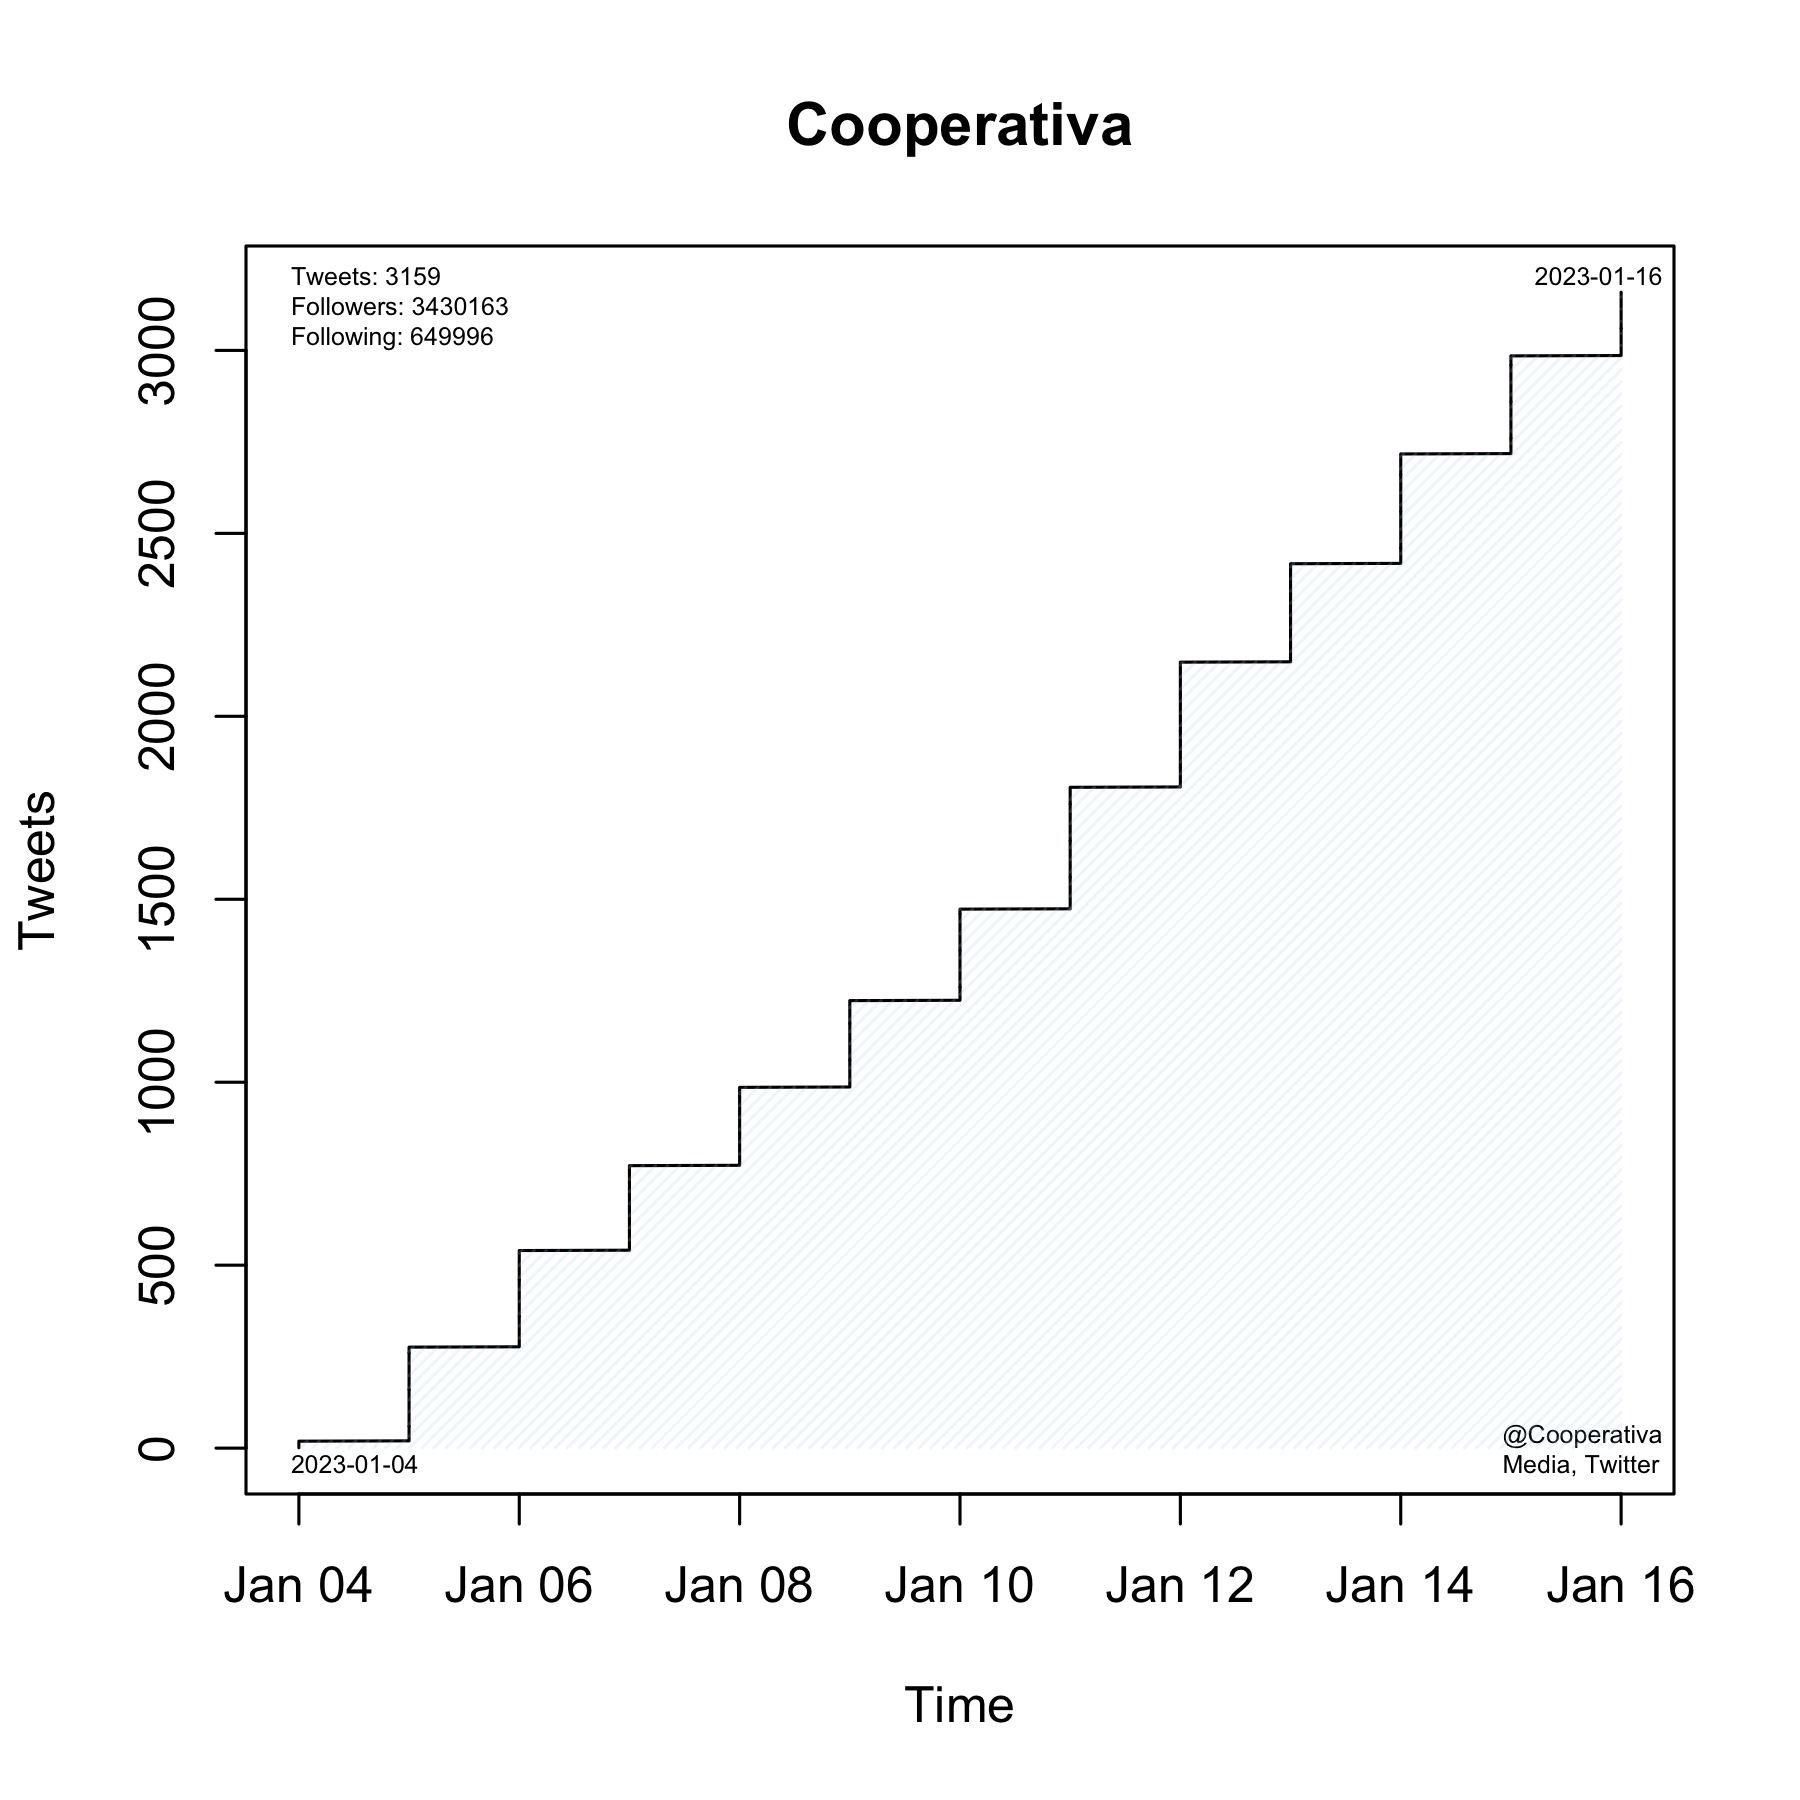 Cooperativa
Tweets: 3159
Followers: 3430163
Following: 649996
2023-01-16
3000
2500
2000
1500
1000
500
0
Tweets
2023-01-04
@Cooperativa
Media, Twitter
Jan 04
Jan 06
Jan 08
Jan 10
Jan 12
Jan 14
Jan 16
Time